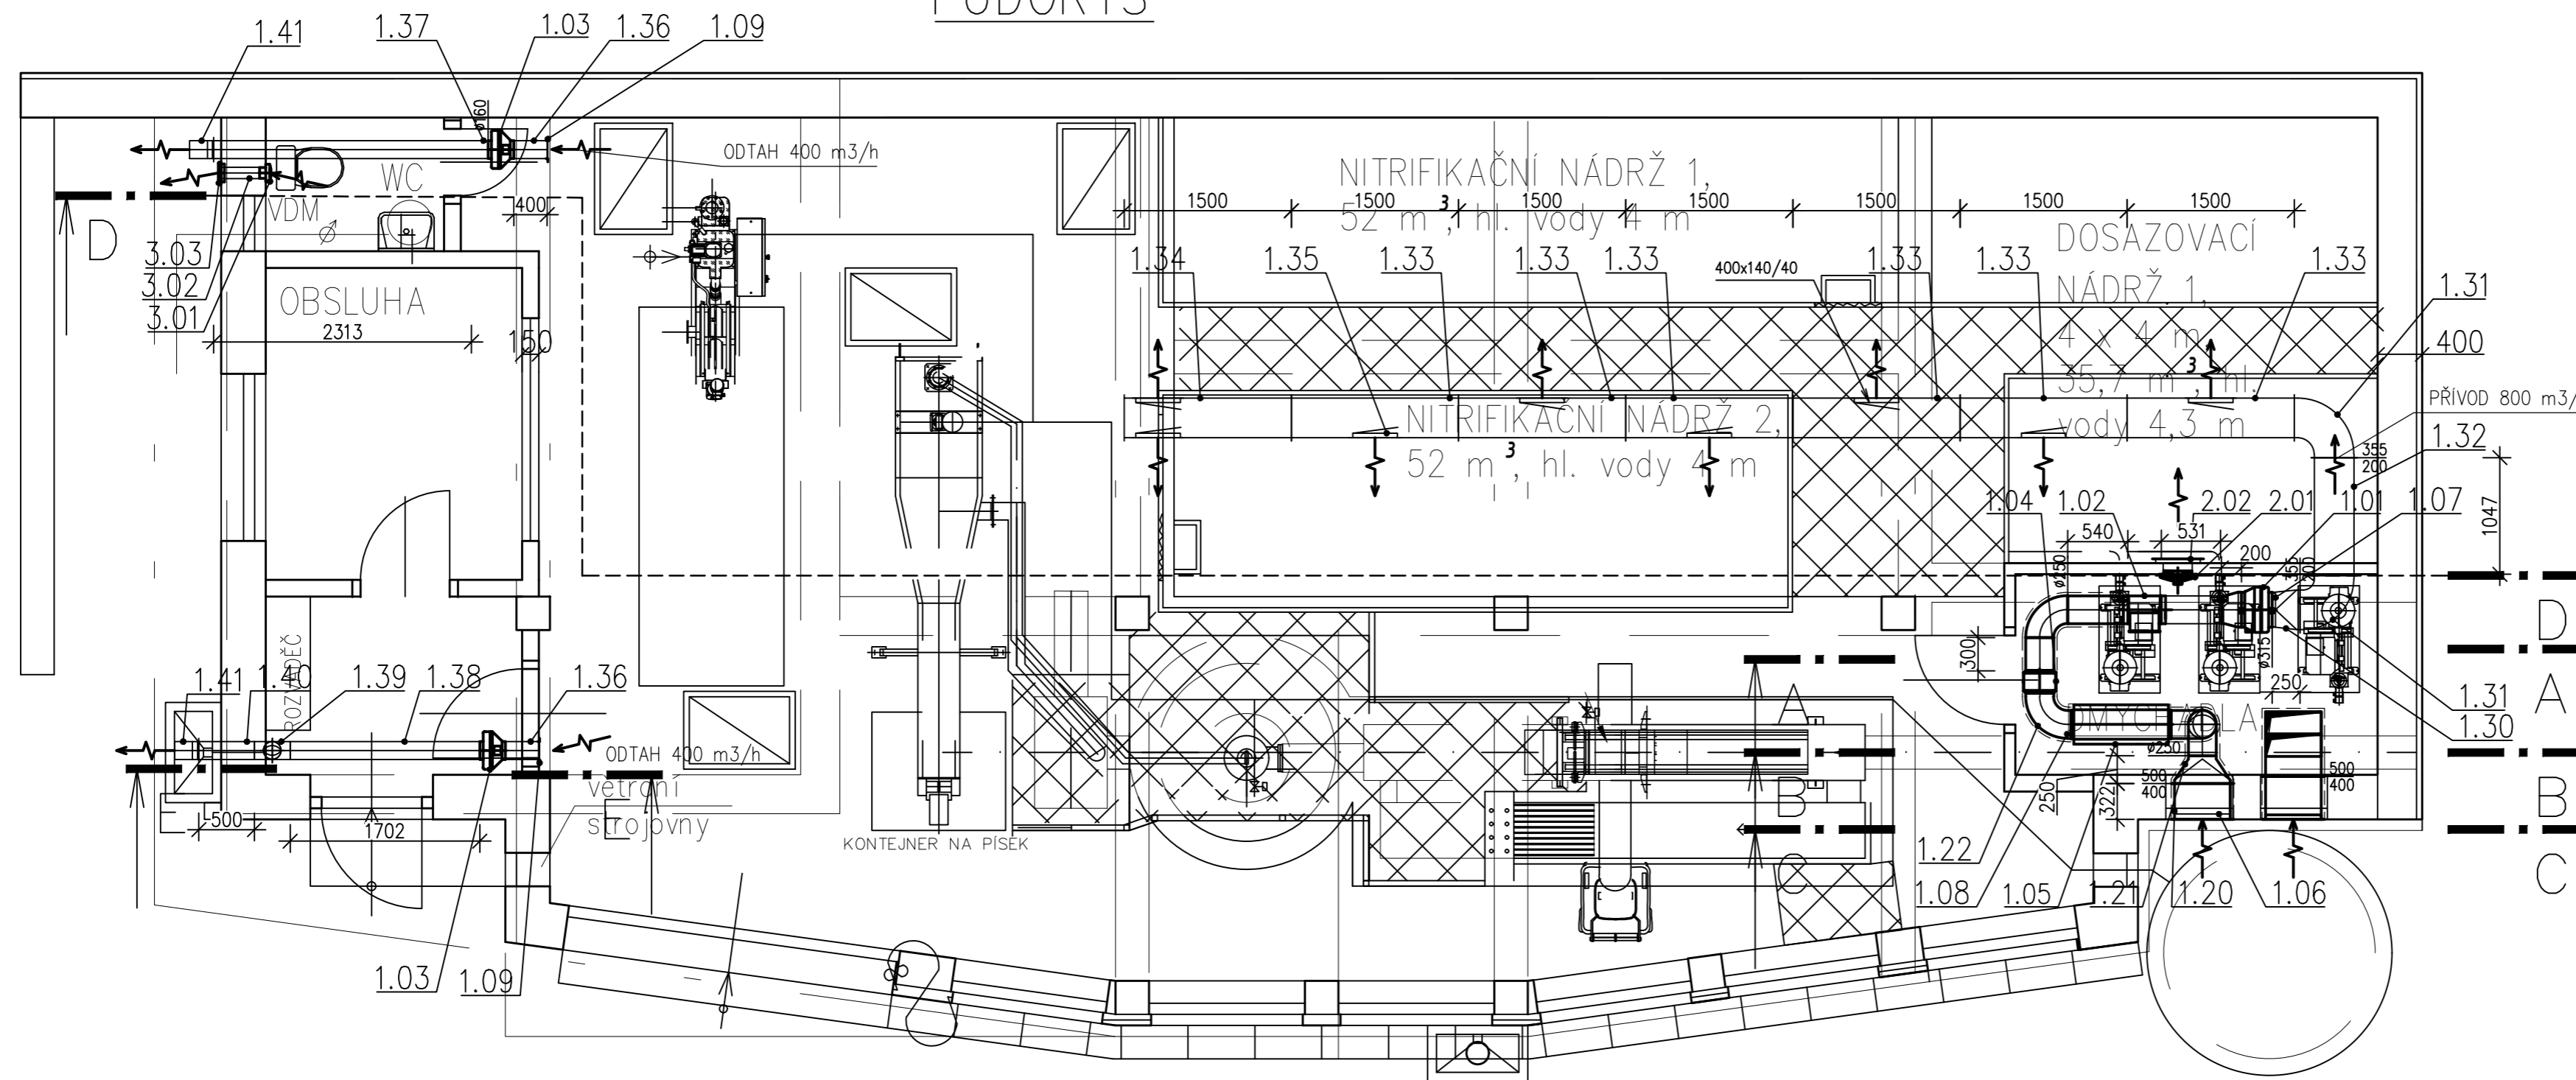 PŮDORYS
1.41
1.37
1.03
1.36
1.09
ø160
ODTAH 400 m3/h
WC
VDM
D
400
3.03
3.02
3.01
OBSLUHA
2313
150
NITRIFIKAČNÍ NÁDRŽ 1,
52 m³, hl. vody 4 m
1500
1500
1500
1500
1500
1500
1500
DOSAZOVACÍ
NÁDRŽ 1,
4 x 4 m
35,7 m³, hl.
vody 4,3 m
1.34
1.35
1.33
1.33
1.33
400x140/40
1.33
1.33
1.33
1.31
400
PŘÍVOD 800 m3/
1.32
NITRIFIKAČNÍ NÁDRŽ 2,
52 m³, hl. vody 4 m
355
200
1.04
1.02
2.02
2.01
1.01
1.07
540
531
200
1047
ø250
355
200
D
300
ø315
250
1.31
1.30
A
A
DMYCHADLA
ROZVADĚČ
1.41
1.40
1.39
1.38
1.36
ODTAH 400 m3/h
větrání
strojovny
E
E
500
1702
KONTEJNER NA PÍSEK
B
B
C
C
ø250
500
400
500
400
250
322
1.22
1.08
1.05
1.21
1.20
1.06
1.03
1.09